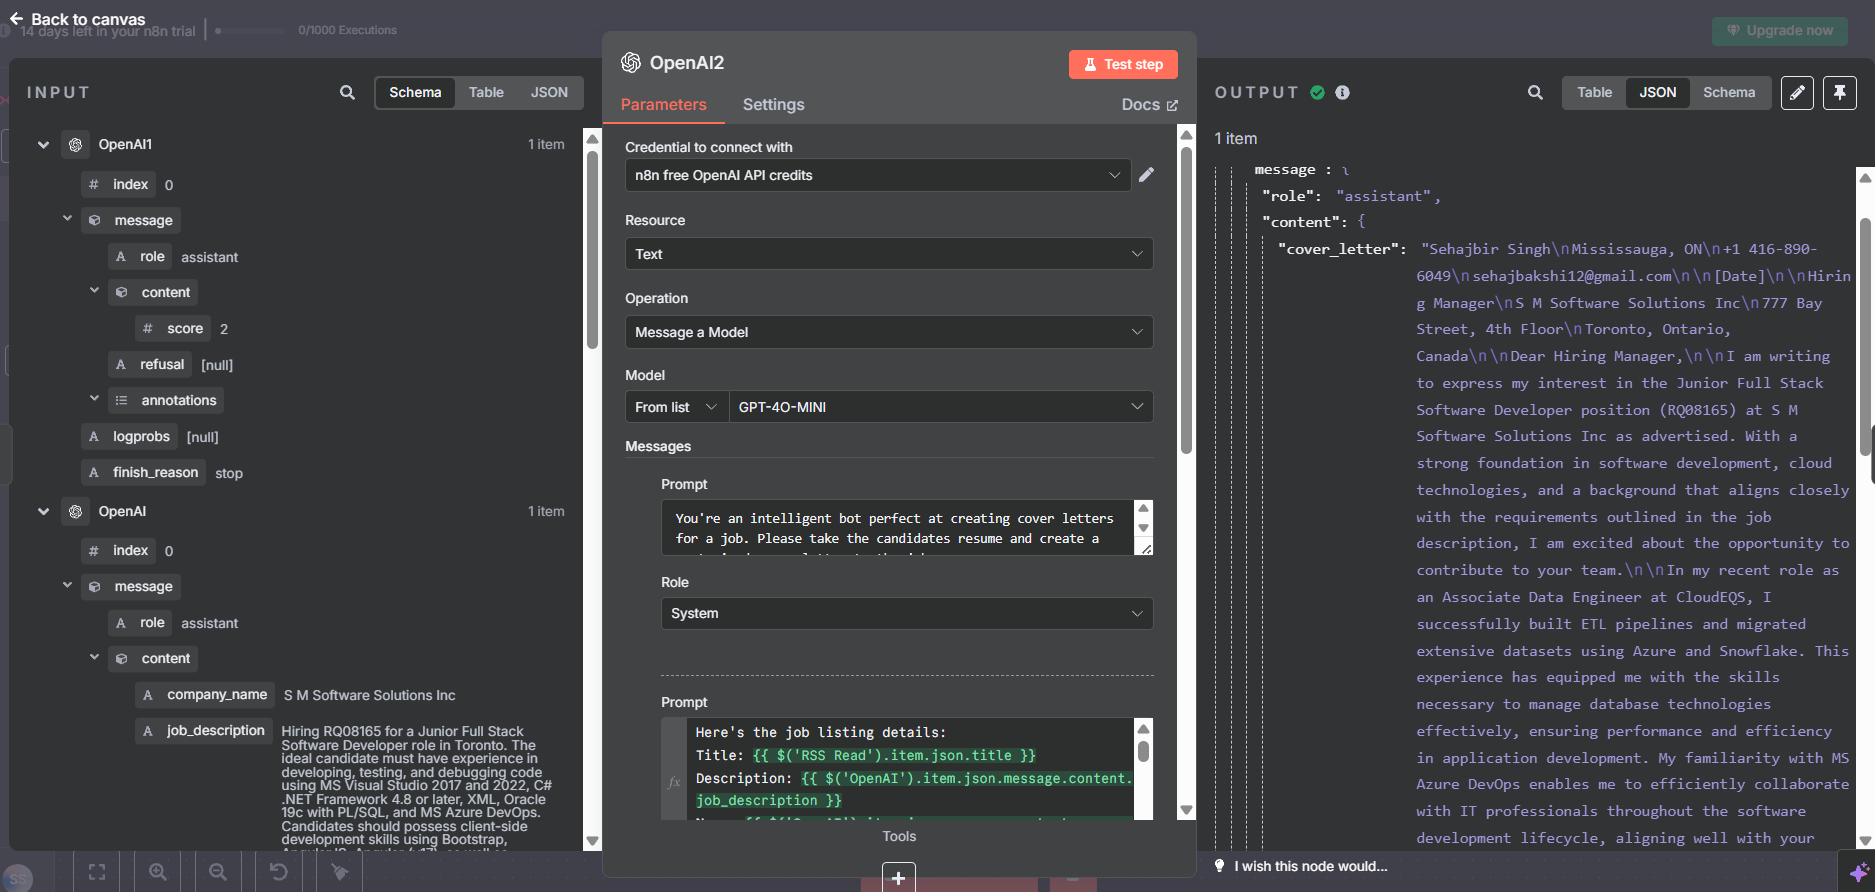 Back to canvas
14 days left in your n8n trial
0/1000 Executions
Upgrade now
INPUT
Schema
Table
JSON
OpenAI1
1 item
# index 0
message
A role assistant
content
# score 2
A refusal [null]
annotations
A logprobs [null]
A finish_reason stop
OpenAI
1 item
# index 0
message
A role assistant
content
A company_name S M Software Solutions Inc
A job_description Hiring RQ08165 for a Junior Full Stack
Software Developer role in Toronto. The
ideal candidate must have experience in
developing, testing, and debugging code
using MS Visual Studio 2017 and 2022, C#
.NET Framework 4.8 or later, XML, Oracle
19c with PL/SQL, and MS Azure DevOps.
Candidates should possess client-side
development skills using Bootstrap,
OpenAI2
Test step
Parameters
Settings
Docs
Credential to connect with
n8n free OpenAI API credits
Resource
Text
Operation
Message a Model
Model
From list
GPT-4O-MINI
Messages
Prompt
You're an intelligent bot perfect at creating cover letters
for a job. Please take the candidates resume and create a
Role
System
Prompt
fx
Here's the job listing details:
Title: {{ $('RSS Read').item.json.title }}
Description: {{ $('OpenAI').item.json.message.content.
job_description }}
Tools
+
OUTPUT
Table
JSON
Schema
1 item
message : {
"role": "assistant",
"content": {
"cover_letter": "Sehajbir Singh\nMississauga, ON\n+1 416-890-
6049\nsehajbakshi12@gmail.com\n\n[Date]\n\nHirin
g Manager\nS M Software Solutions Inc\n777 Bay
Street, 4th Floor\nToronto, Ontario,
Canada\n\nDear Hiring Manager,\n\nI am writing
to express my interest in the Junior Full Stack
Software Developer position (RQ08165) at S M
Software Solutions Inc as advertised. With a
strong foundation in software development, cloud
technologies, and a background that aligns closely
with the requirements outlined in the job
description, I am excited about the opportunity to
contribute to your team.\n\nIn my recent role as
an Associate Data Engineer at CloudEQS, I
successfully built ETL pipelines and migrated
extensive datasets using Azure and Snowflake. This
experience has equipped me with the skills
necessary to manage database technologies
effectively, ensuring performance and efficiency
in application development. My familiarity with MS
Azure DevOps enables me to efficiently collaborate
with IT professionals throughout the software
development lifecycle, aligning well with your
I wish this node would...
SS